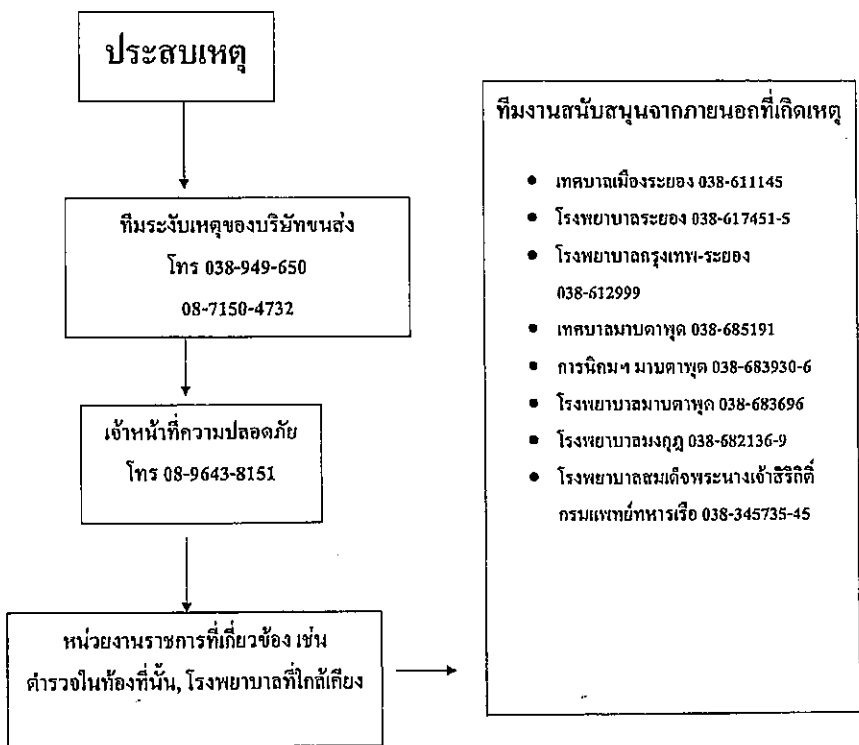 ประสบเหตุ
ทีมระงับเหตุของบริษัทขนส่ง
โทร 038-949-650
08-7150-4732
เจ้าหน้าที่ความปลอดภัย
โทร 08-9643-8151
หน่วยงานราชการที่เกี่ยวข้อง เช่น
ตำรวจในท้องที่นั้น, โรงพยาบาลที่ใกล้เคียง
ทีมงานสนับสนุนจากภายนอกที่เกิดเหตุ
● เทศบาลเมืองระยอง 038-611145
● โรงพยาบาลระยอง 038-617451-5
● โรงพยาบาลกรุงเทพ-ระยอง
038-612999
● เทศบาลมาบตาพุด 038-685191
● การนิคมฯ มาบตาพุด 038-683930-6
● โรงพยาบาลมาบตาพุด 038-683696
● โรงพยาบาลมงกุฎ 038-682136-9
● โรงพยาบาลสมเด็จพระนางเจ้าสิริกิติ์
กรมแพทย์ทหารเรือ 038-345735-45